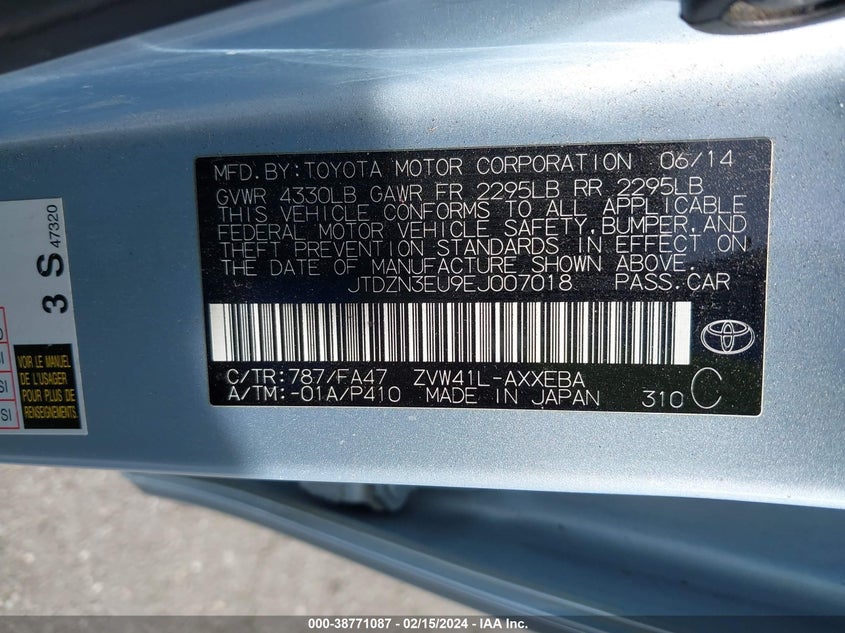 MFD.BY:TOYOTA MOTOR CORPORATION 06/14
GVWR 4330LB GAWR FR 2295LB RR 2295LB
THIS VEHICLE CONFORMS TO ALL APPLICABLE
FEDERAL MOTOR VEHICLE SAFETY,BUMPER,AND
THEFT PREVENTION STANDARDS IN EFFECT ON
THE DATE OF MANUFACTURE SHOWN ABOVE.
JTDZN3EU9EJ007018 PASS.CAR
C/TR:787/FA47 ZVW41L-AXXEBA
A/TM:-01A/P410 MADE IN JAPAN 310 C
3 S 47320
VOIR LE MANUEL
DE L'USAGER
POUR PLUS DE
RENSEIGNEMENTS
SI
000-38771087 - 02/15/2024 - IAA Inc.